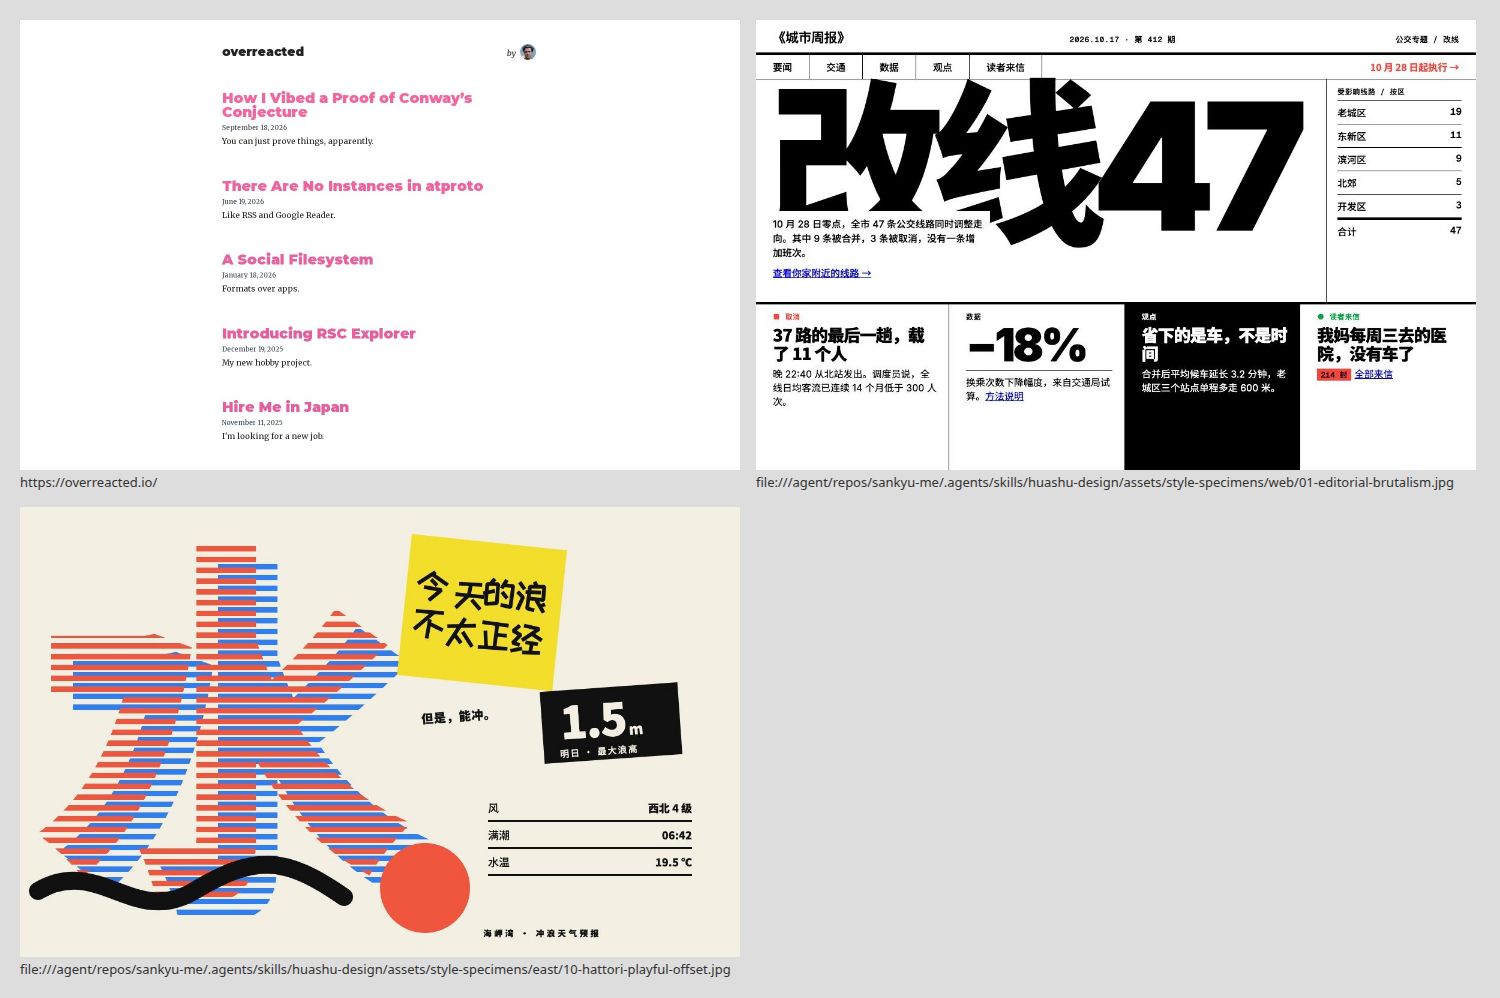 overreacted
by
How I Vibed a Proof of Conway's
Conjecture
September 18, 2026
You can just prove things, apparently.
There Are No Instances in atproto
June 19, 2026
Like RSS and Google Reader.
A Social Filesystem
January 18, 2026
Formats over apps.
Introducing RSC Explorer
December 19, 2025
My new hobby project.
Hire Me in Japan
November 11, 2025
I'm looking for a new job.
https://overreacted.io/
《城市周报》
2026.10.17 · 第 412 期
公交专题 / 改线
要闻
交通
数据
观点
读者来信
10 月 28 日起执行 →
改线47
10 月 28 日零点，全市 47 条公交线路同时调整走
向。其中 9 条被合并，3 条被取消，没有一条增
加班次。
查看你家附近的线路 →
受影响线路 / 按区
老城区 19
东新区 11
滨河区 9
北郊 5
开发区 3
合计 47
取消
37 路的最后一趟，载
了 11 个人
晚 22:40 从北站发出。调度员说，全
线日均客流已连续 14 个月低于 300 人
次。
数据
−18%
换乘次数下降幅度，来自交通局试
算。方法说明
观点
省下的是车，不是时
间
合并后平均候车延长 3.2 分钟，老
城区三个站点单程多走 600 米。
读者来信
我妈每周三去的医
院，没有车了
214 封 全部来信
file:///agent/repos/sankyu-me/.agents/skills/huashu-design/assets/style-specimens/web/01-editorial-brutalism.jpg
水
今天的浪
不太正经
但是，能冲。
1.5m
明日 · 最大浪高
风 西北 4 级
满潮 06:42
水温 19.5 ℃
海岬湾 · 冲浪天气预报
file:///agent/repos/sankyu-me/.agents/skills/huashu-design/assets/style-specimens/east/10-hattori-playful-offset.jpg